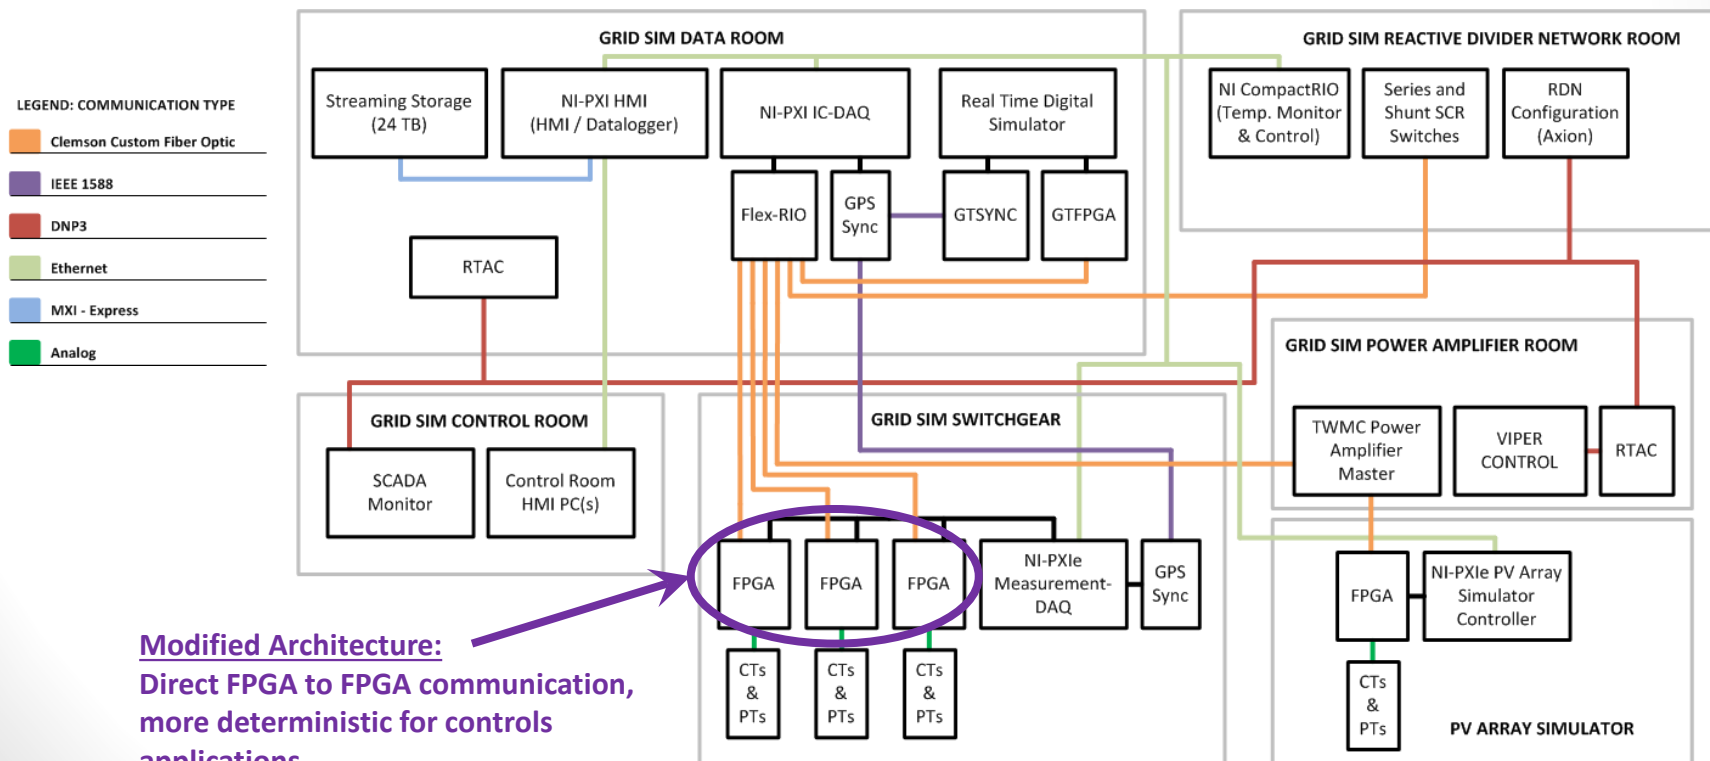 GRID SIM DATA ROOM
GRID SIM REACTIVE DIVIDER NETWORK ROOM
LEGEND: COMMUNICATION TYPE
Clemson Custom Fiber Optic
IEEE 1588
DNP3
Ethernet
MXI - Express
Analog
Streaming Storage
(24 TB)
NI-PXI HMI
(HMI / Datalogger)
NI-PXI IC-DAQ
Real Time Digital
Simulator
NI CompactRIO
(Temp. Monitor
& Control)
Series and
Shunt SCR
Switches
RDN
Configuration
(Axion)
Flex-RIO
GPS
Sync
GTSYNC
GTFPGA
RTAC
GRID SIM POWER AMPLIFIER ROOM
TWMC Power
Amplifier
Master
VIPER
CONTROL
RTAC
GRID SIM CONTROL ROOM
SCADA
Monitor
Control Room
HMI PC(s)
GRID SIM SWITCHGEAR
FPGA
FPGA
FPGA
NI-PXIe
Measurement-
DAQ
GPS
Sync
CTs
&
PTs
CTs
&
PTs
CTs
&
PTs
FPGA
NI-PXIe PV Array
Simulator
Controller
CTs
&
PTs
PV ARRAY SIMULATOR
Modified Architecture:
Direct FPGA to FPGA communication,
more deterministic for controls
applications